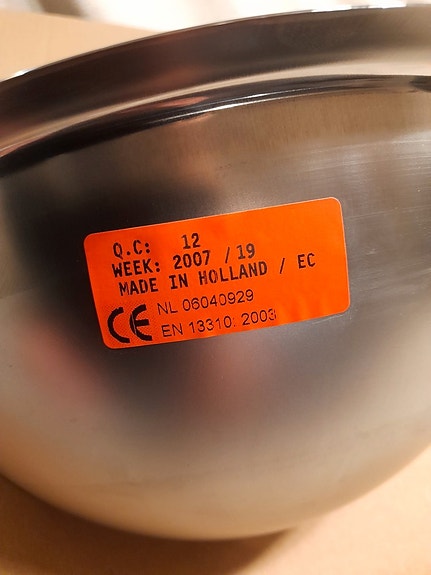 Q.C: 12
WEEK: 2007 / 19
MADE IN HOLLAND / EC
CE NL 06040929
EN 13310: 2003